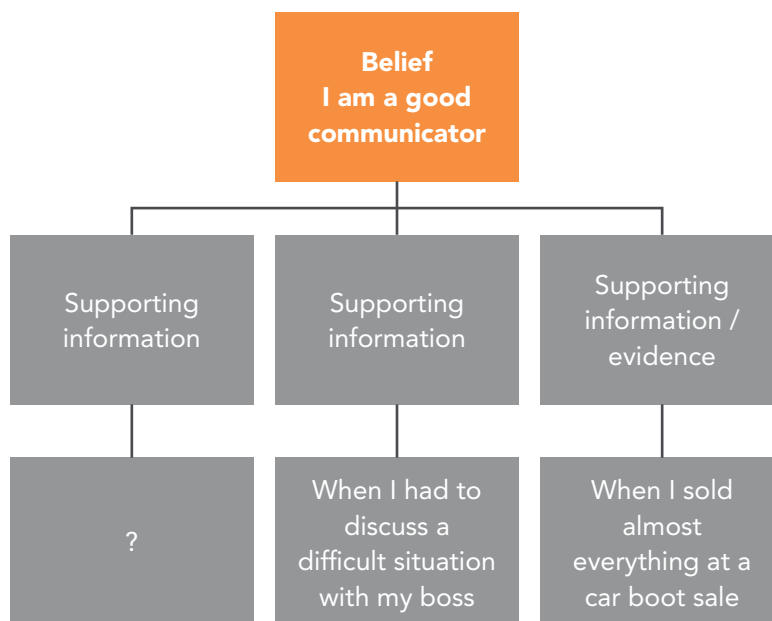 Belief
I am a good
communicator
Supporting
information
Supporting
information
Supporting
information /
evidence
?
When I had to
discuss a
difficult situation
with my boss
When I sold
almost
everything at a
car boot sale